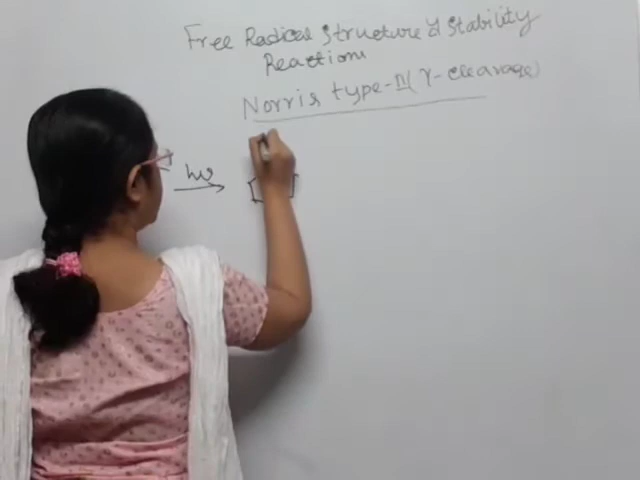 Free Radical Structure & Stability
Reactions
Norris type-II (γ-cleavage)
hν